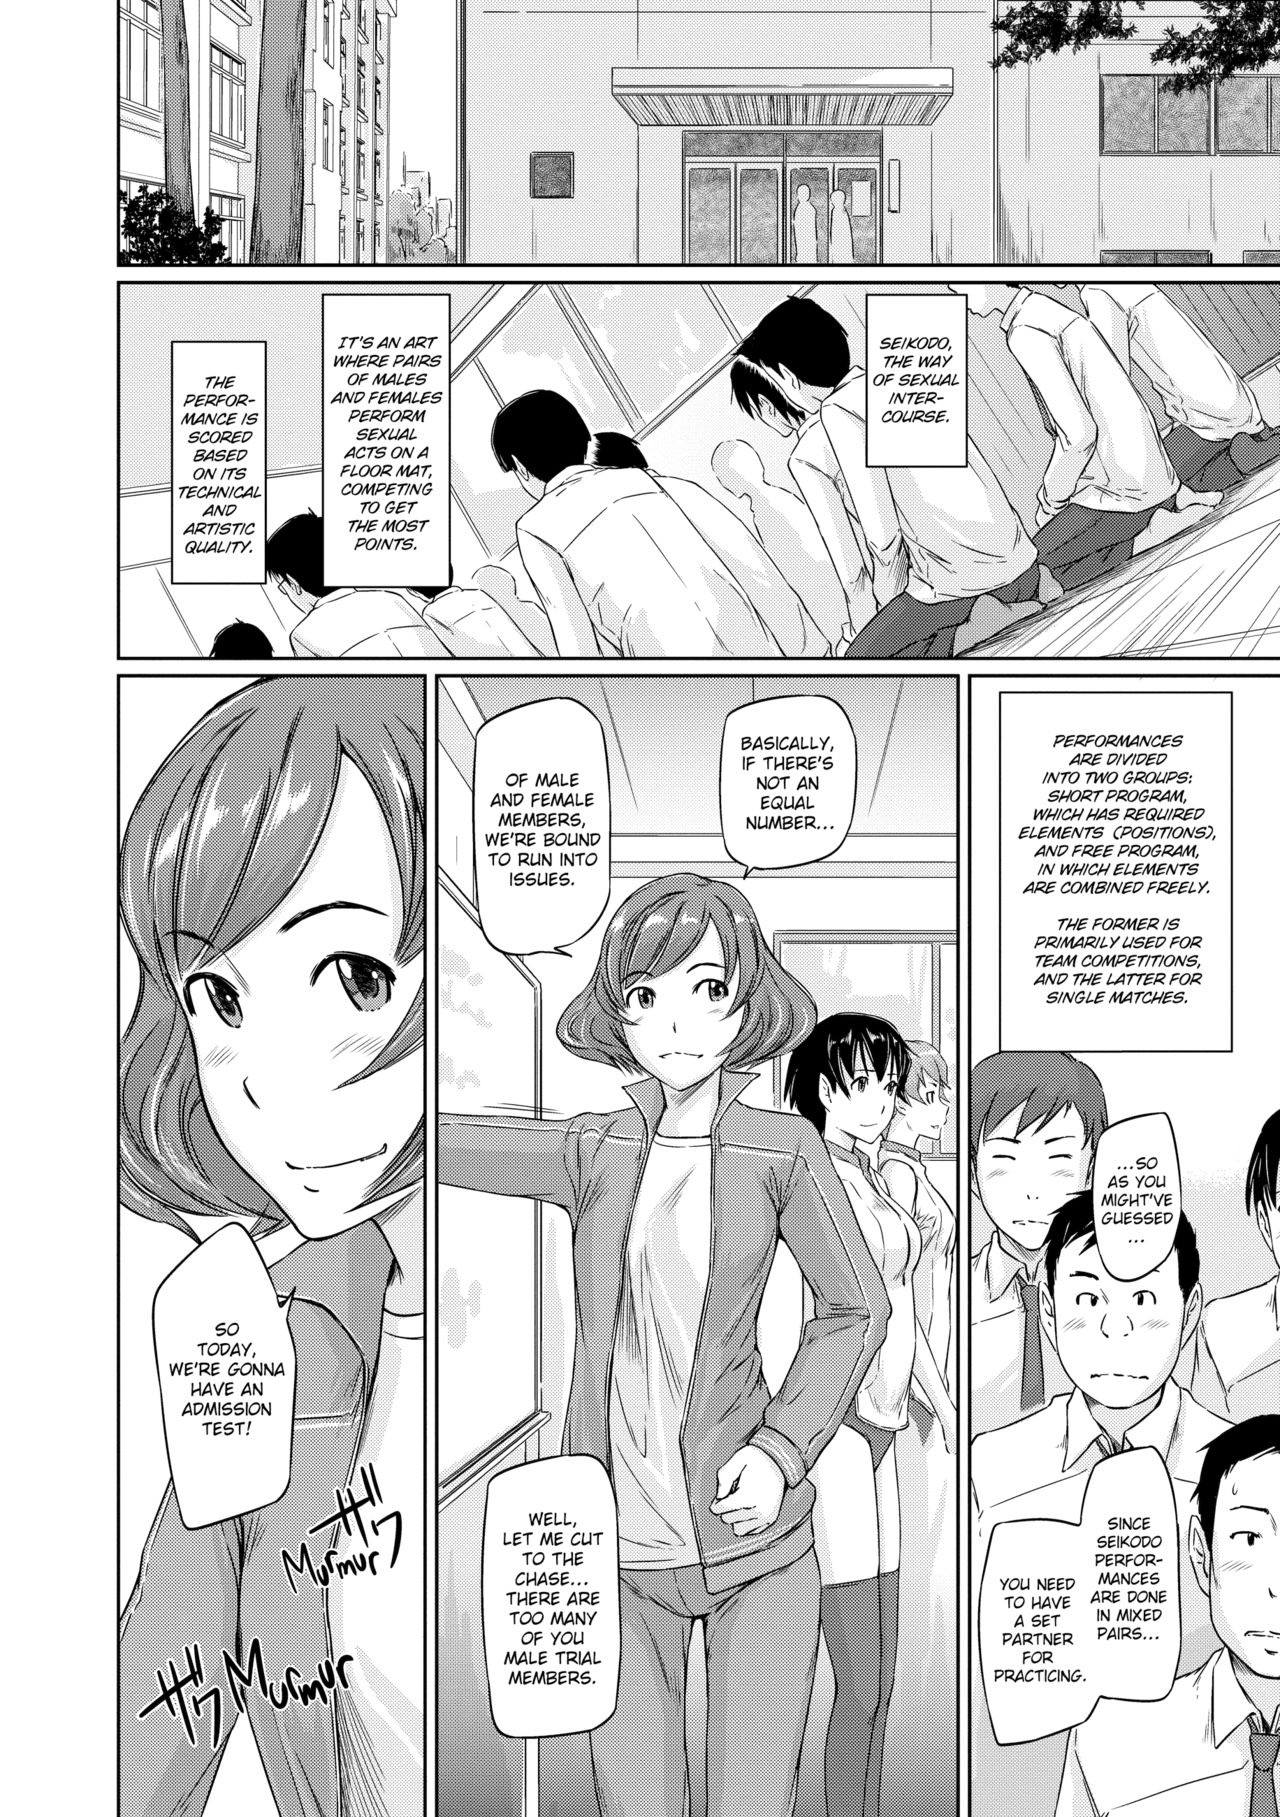 SEIKODO,
THE WAY
OF SEXUAL
INTER-
COURSE.
IT'S AN ART
WHERE PAIRS
OF MALES
AND FEMALES
PERFORM
SEXUAL
ACTS ON A
FLOOR MAT,
COMPETING
TO GET
THE MOST
POINTS.
THE
PERFOR-
MANCE IS
SCORED
BASED
ON ITS
TECHNICAL
AND
ARTISTIC
QUALITY.
PERFORMANCES
ARE DIVIDED
INTO TWO GROUPS:
SHORT PROGRAM,
WHICH HAS REQUIRED
ELEMENTS (POSITIONS),
AND FREE PROGRAM,
IN WHICH ELEMENTS
ARE COMBINED FREELY.
THE FORMER IS
PRIMARILY USED FOR
TEAM COMPETITIONS,
AND THE LATTER FOR
SINGLE MATCHES.
...SO
AS YOU
MIGHT'VE
GUESSED
...
SINCE
SEIKODO
PERFOR-
MANCES
ARE DONE
IN MIXED
PAIRS...
YOU NEED
TO HAVE
A SET
PARTNER
FOR
PRACTICING.
BASICALLY,
IF THERE'S
NOT AN
EQUAL
NUMBER...
OF MALE
AND FEMALE
MEMBERS,
WE'RE BOUND
TO RUN INTO
ISSUES.
WELL,
LET ME CUT
TO THE
CHASE...
THERE ARE
TOO MANY
OF YOU
MALE TRIAL
MEMBERS.
SO
TODAY,
WE'RE GONNA
HAVE AN
ADMISSION
TEST!
ザワ
Murmur
ザワ
Murmur